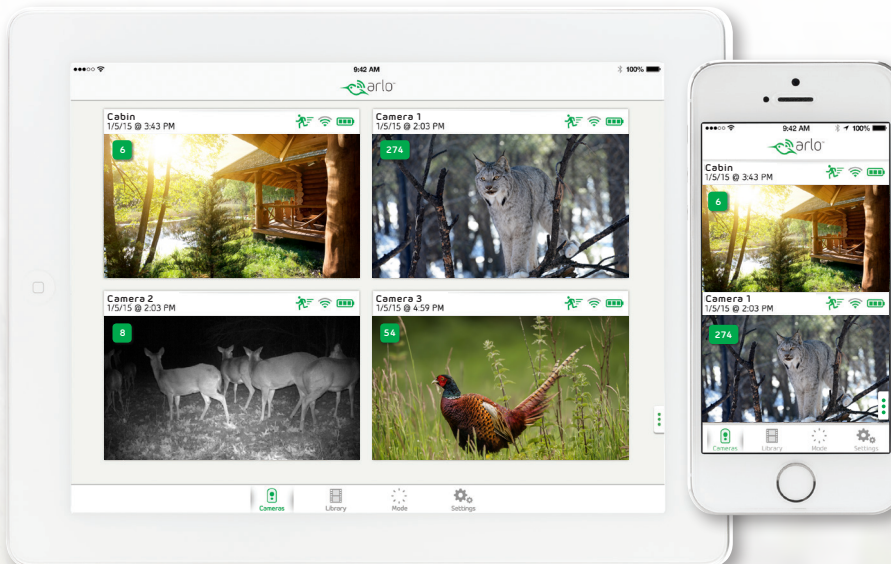 9:42 AM
100%
arlo
Cabin
1/5/15 @ 3:43 PM
6
Camera 1
1/5/15 @ 2:03 PM
274
Camera 2
1/5/15 @ 2:03 PM
8
Camera 3
1/5/15 @ 4:59 PM
54
Cameras
Library
Mode
Settings
9:42 AM
100%
arlo
Cabin
1/5/15 @ 3:43 PM
6
Camera 1
1/5/15 @ 2:03 PM
274
Cameras
Library
Mode
Settings